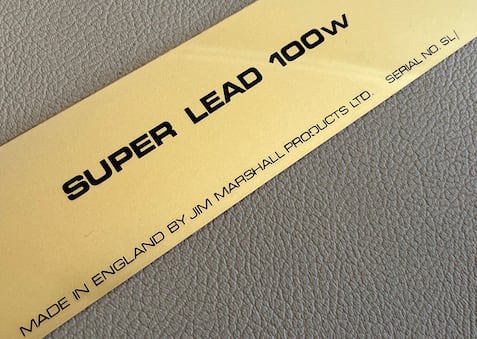 SUPER LEAD 100W
MADE IN ENGLAND BY JIM MARSHALL PRODUCTS LTD. SERIAL NO. SL/